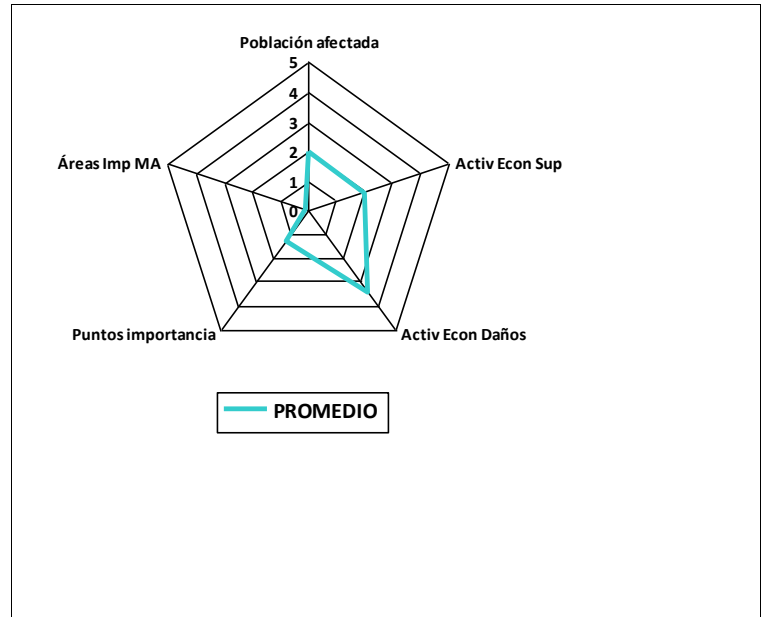 Población afectada
5
4
3
2
1
0
Áreas Imp MA
Activ Econ Sup
Puntos importancia
Activ Econ Daños
PROMEDIO